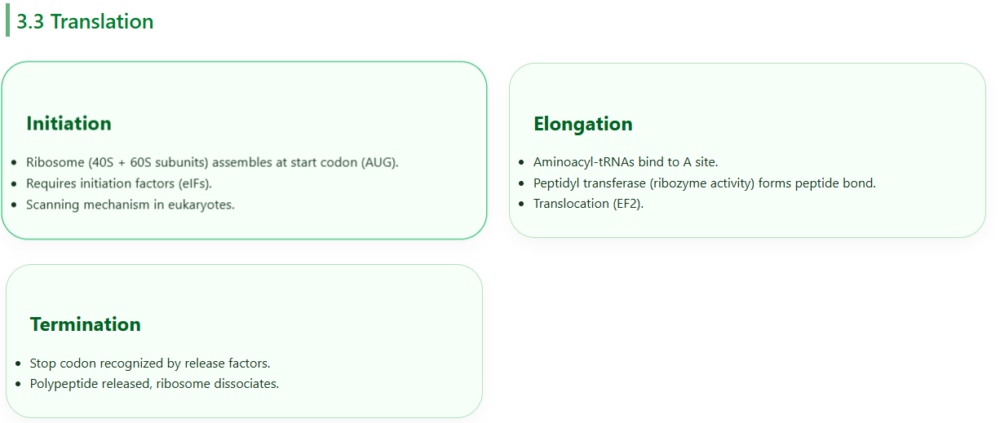 3.3 Translation
Initiation
Ribosome (40S + 60S subunits) assembles at start codon (AUG).
Requires initiation factors (eIFs).
Scanning mechanism in eukaryotes.
Elongation
Aminoacyl-tRNAs bind to A site.
Peptidyl transferase (ribozyme activity) forms peptide bond.
Translocation (EF2).
Termination
Stop codon recognized by release factors.
Polypeptide released, ribosome dissociates.